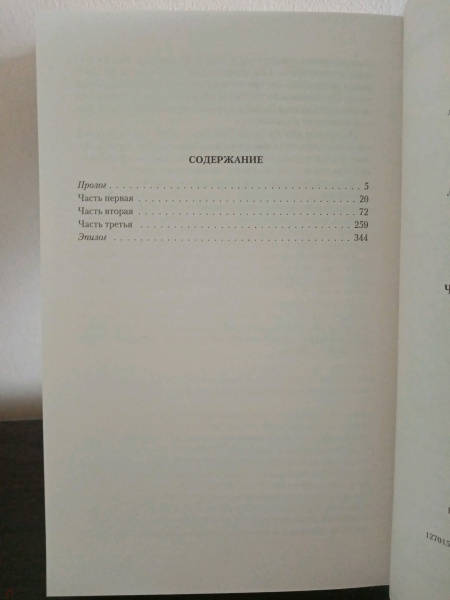 СОДЕРЖАНИЕ
Пролог . . . . . . . . . . . . . . . . . . . . . . . . . . . . . . . . . . . . . . 5
Часть первая . . . . . . . . . . . . . . . . . . . . . . . . . . . . . . . . . 20
Часть вторая . . . . . . . . . . . . . . . . . . . . . . . . . . . . . . . . . 72
Часть третья . . . . . . . . . . . . . . . . . . . . . . . . . . . . . . . . 259
Эпилог . . . . . . . . . . . . . . . . . . . . . . . . . . . . . . . . . . . . 344